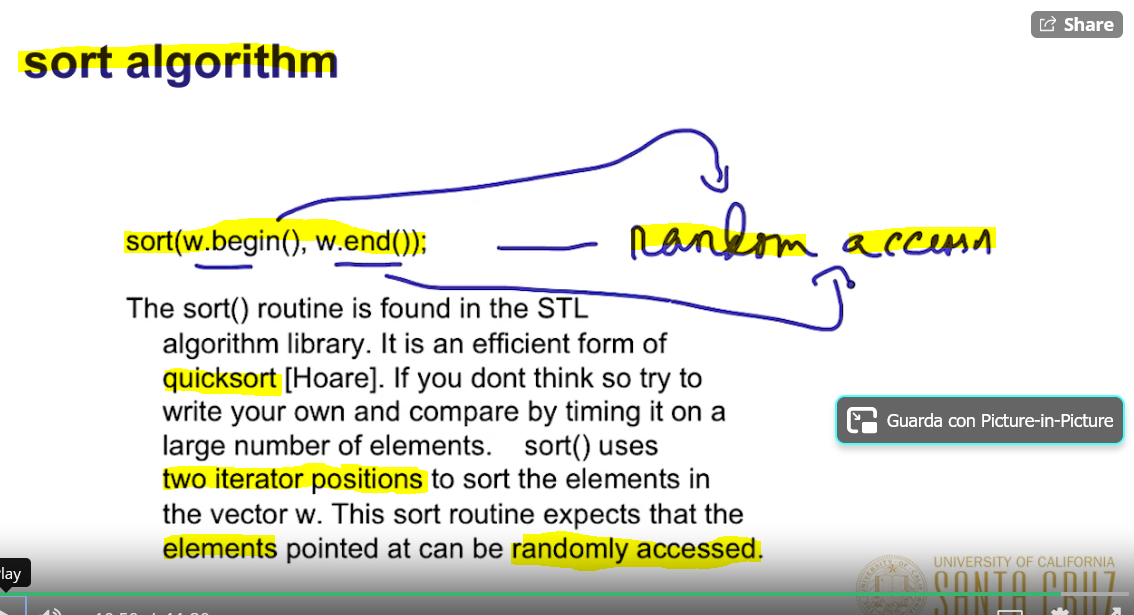 Share
sort algorithm
sort(w.begin(), w.end());
random access
The sort() routine is found in the STL
algorithm library. It is an efficient form of
quicksort [Hoare]. If you dont think so try to
write your own and compare by timing it on a
large number of elements. sort() uses
two iterator positions to sort the elements in
the vector w. This sort routine expects that the
elements pointed at can be randomly accessed.
Guarda con Picture-in-Picture
UNIVERSITY OF CALIFORNIA
SANTA CRUZ
lay